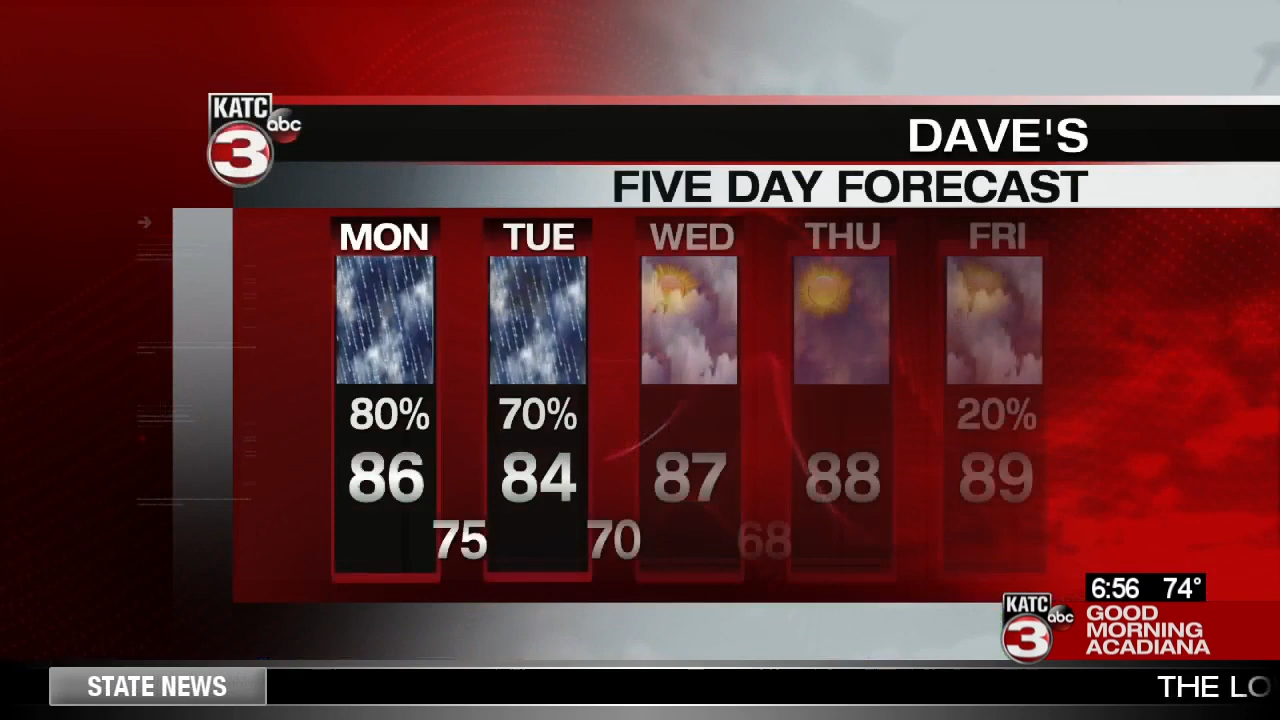 KATC
abc
3
DAVE'S
FIVE DAY FORECAST
MON TUE WED THU FRI
80% 70% 20%
86 84 87 88 89
75 70 68
6:56 74°
KATC
abc
3
GOOD
MORNING
ACADIANA
STATE NEWS
THE